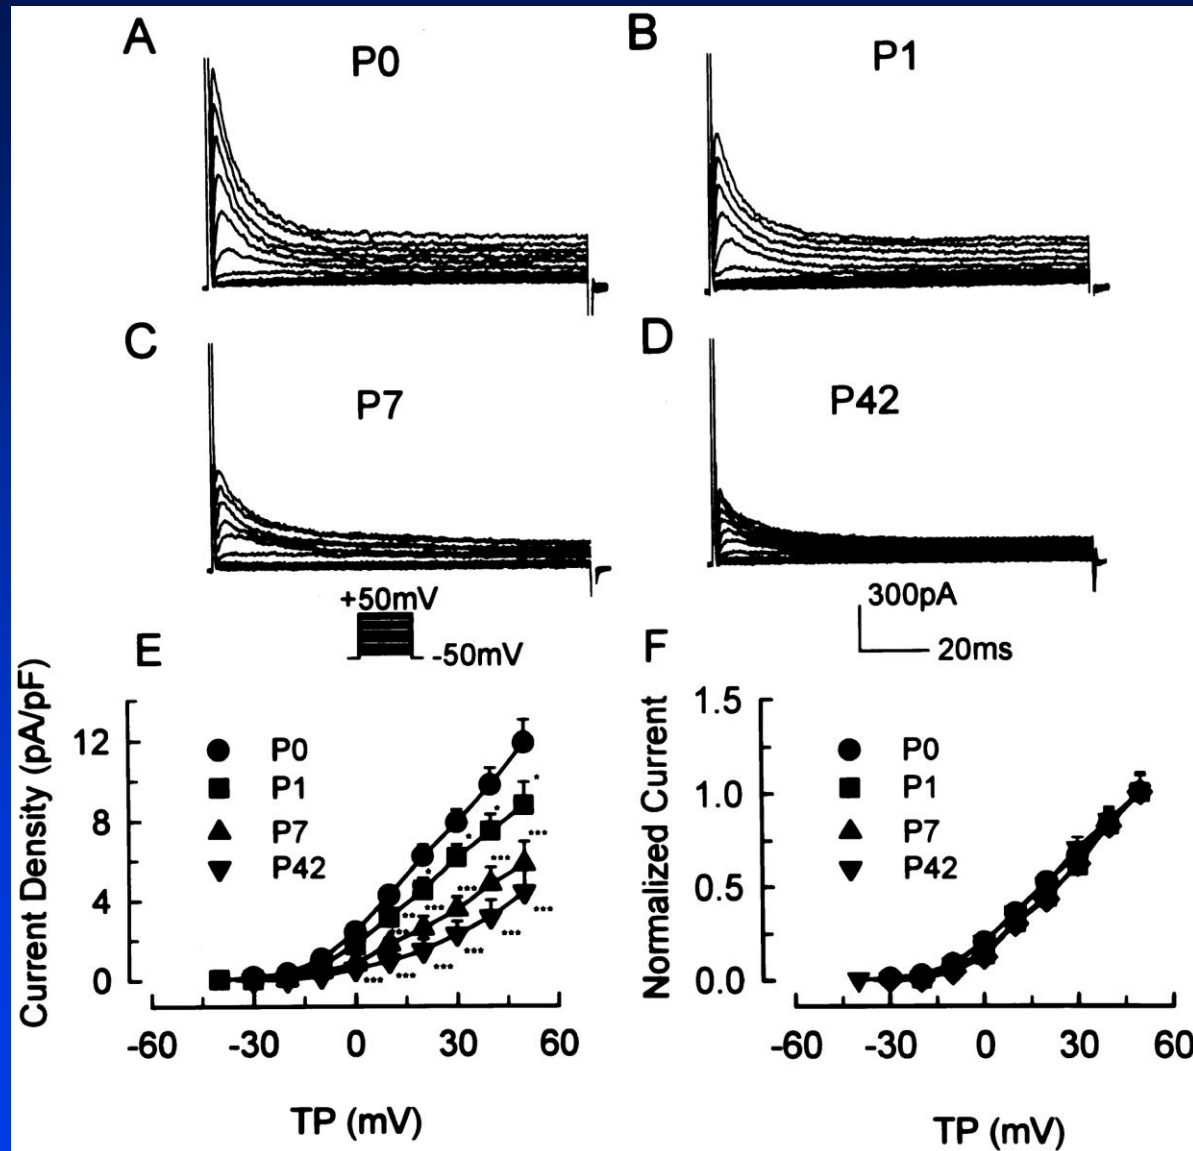 A
P0
B
P1
C
P7
D
P42
+50mV
-50mV
300pA
20ms
E
Current Density (pA/pF)
12
8
4
0
P0
P1
P7
P42
*
*
*
*
**
***
***
***
***
***
***
***
***
***
***
***
***
-60
-30
0
30
60
TP (mV)
F
Normalized Current
1.5
1.0
0.5
0.0
P0
P1
P7
P42
-60
-30
0
30
60
TP (mV)